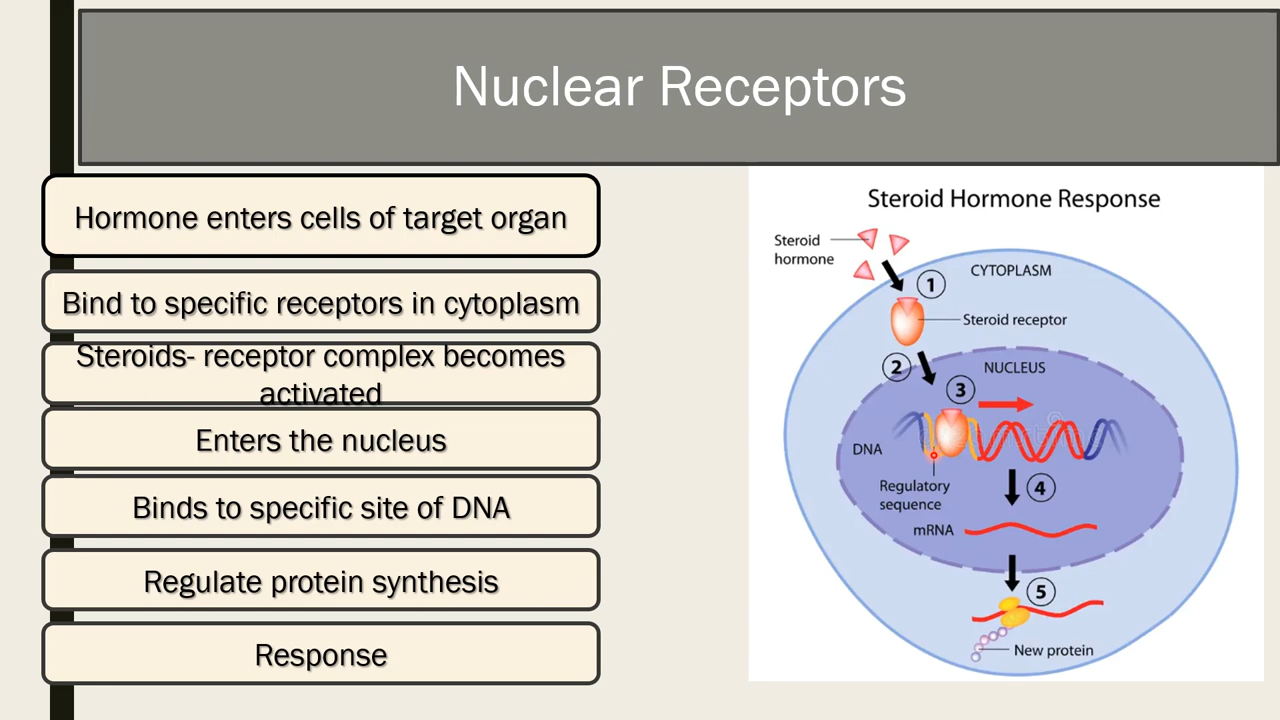 Nuclear Receptors
Hormone enters cells of target organ
Bind to specific receptors in cytoplasm
Steroids- receptor complex becomes
activated
Enters the nucleus
Binds to specific site of DNA
Regulate protein synthesis
Response
Steroid Hormone Response
Steroid
hormone
CYTOPLASM
1
Steroid receptor
2
NUCLEUS
3
DNA
Regulatory
sequence
4
mRNA
5
New protein